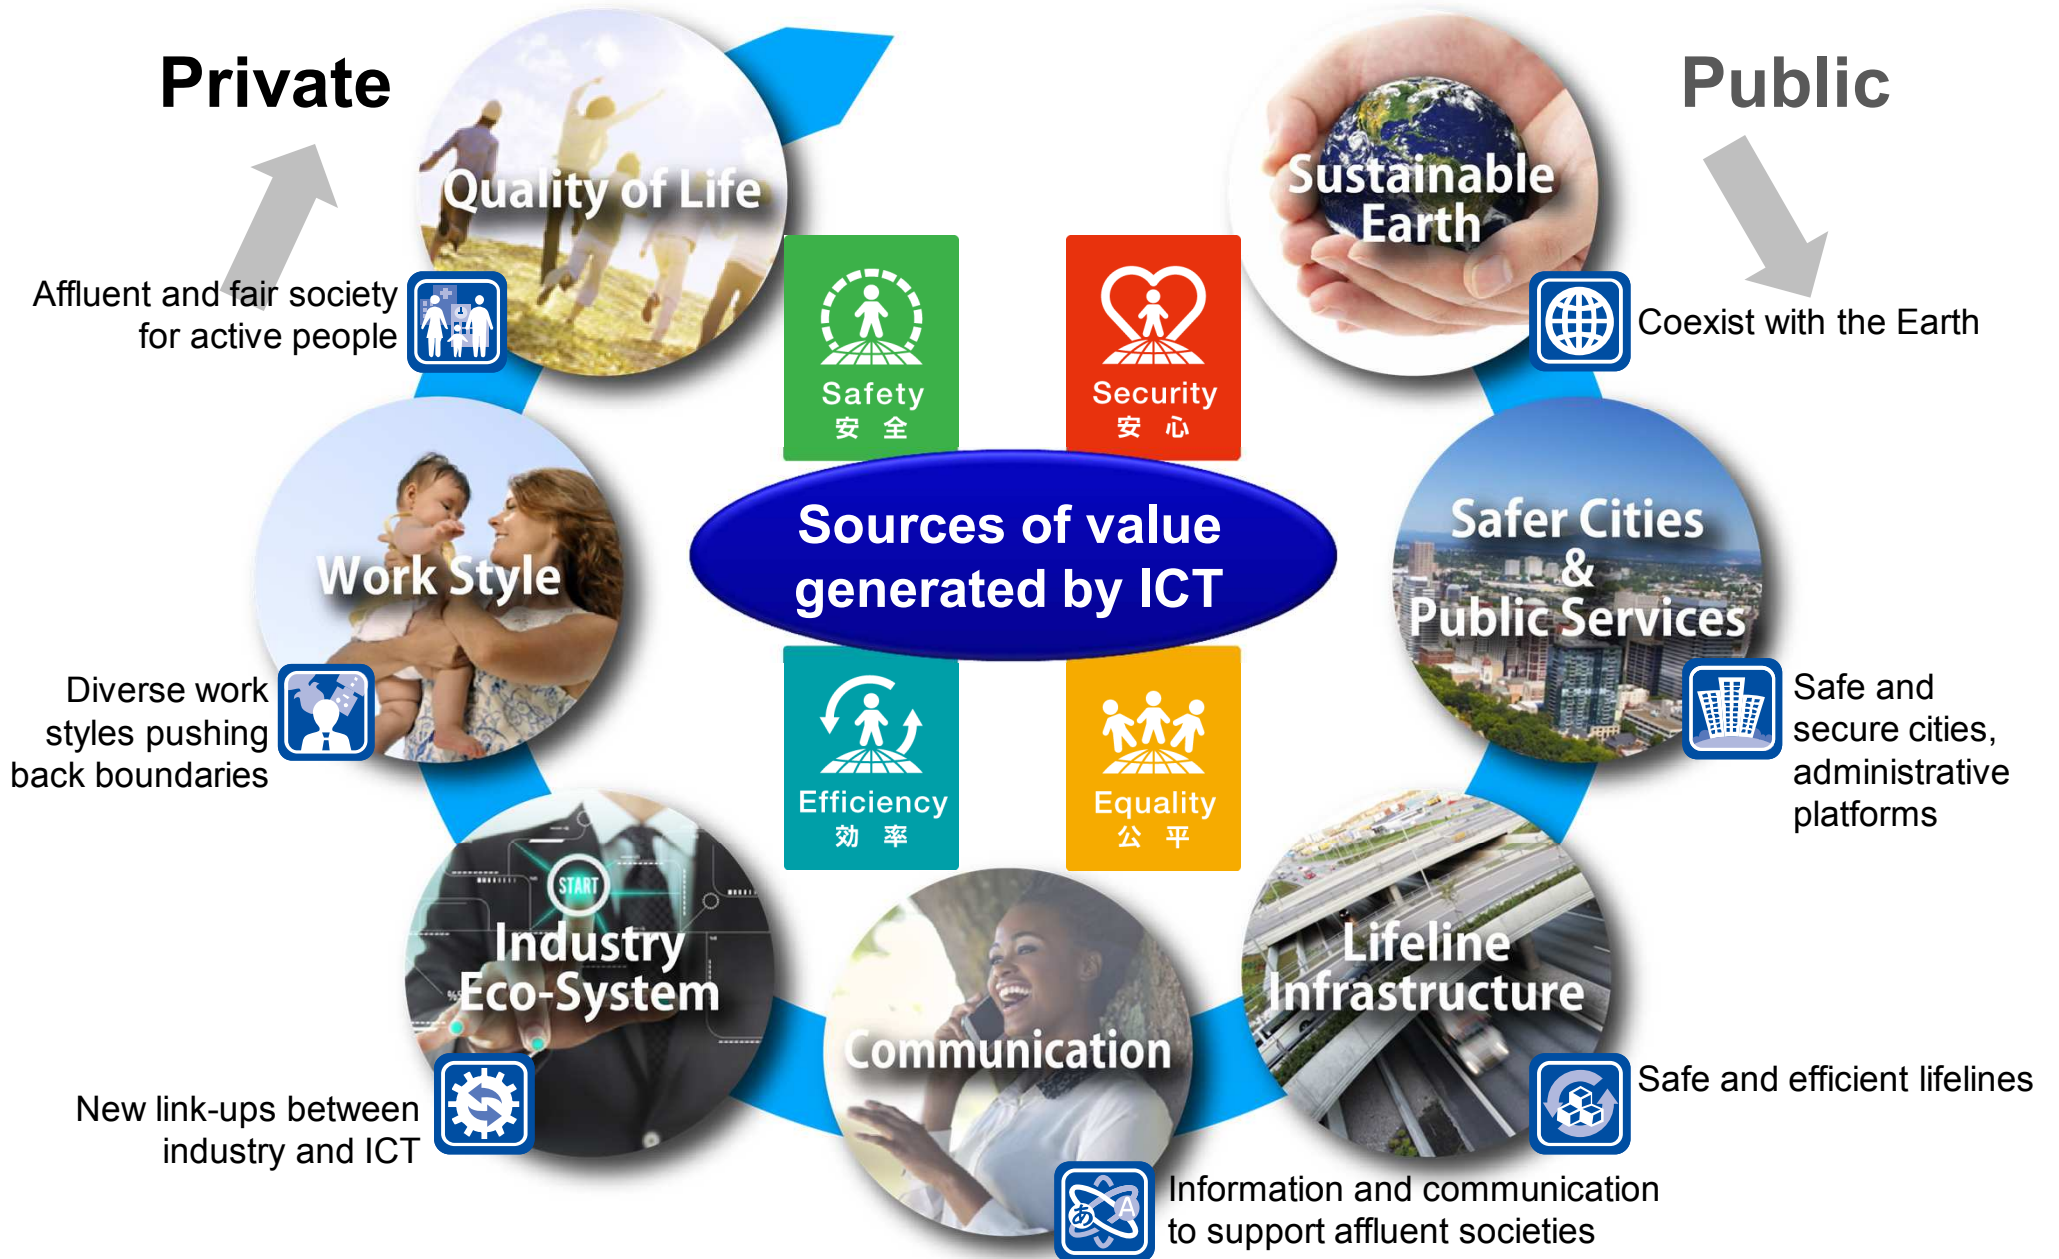 Private
Public
Quality of Life
Sustainable
Earth
Affluent and fair society
for active people
Coexist with the Earth
Safety
安全
Security
安心
Sources of value
generated by ICT
Work Style
Safer Cities
&
Public Services
Diverse work
styles pushing
back boundaries
Safe and
secure cities,
administrative
platforms
Efficiency
効率
Equality
公平
START
Industry
Eco-System
Communication
Lifeline
Infrastructure
New link-ups between
industry and ICT
Safe and efficient lifelines
あ
A
Information and communication
to support affluent societies